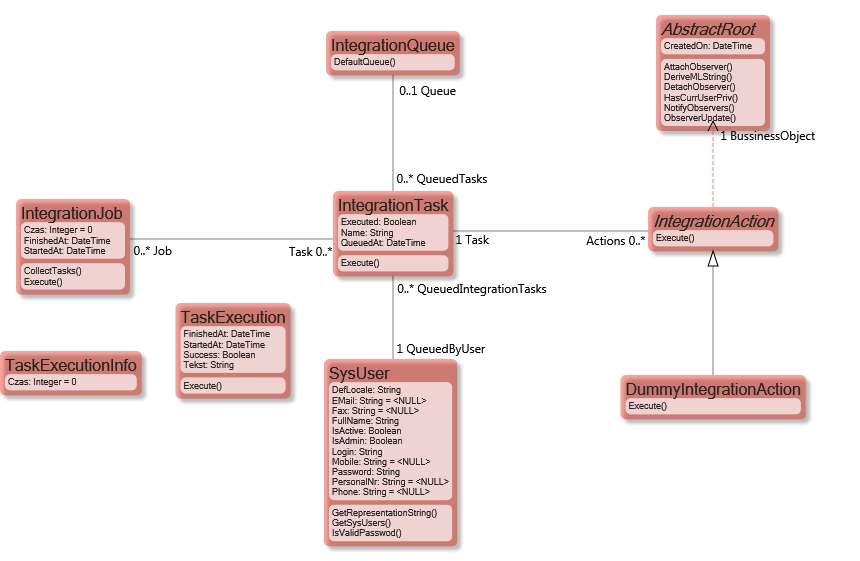 IntegrationQueue
DefaultQueue()
0..1 Queue
0..* QueuedTasks
AbstractRoot
CreatedOn: DateTime
AttachObserver()
DeriveMLString()
DetachObserver()
HasCurrUserPriv()
NotifyObservers()
ObserverUpdate()
1 BussinessObject
IntegrationJob
Czas: Integer = 0
FinishedAt: DateTime
StartedAt: DateTime
CollectTasks()
Execute()
0..* Job
Task 0..*
IntegrationTask
Executed: Boolean
Name: String
QueuedAt: DateTime
Execute()
1 Task
Actions 0..*
IntegrationAction
Execute()
0..* QueuedIntegrationTasks
1 QueuedByUser
TaskExecution
FinishedAt: DateTime
StartedAt: DateTime
Success: Boolean
Tekst: String
Execute()
TaskExecutionInfo
Czas: Integer = 0
SysUser
DefLocale: String
EMail: String = <NULL>
Fax: String = <NULL>
FullName: String
IsActive: Boolean
IsAdmin: Boolean
Login: String
Mobile: String = <NULL>
Password: String
PersonalNr: String = <NULL>
Phone: String = <NULL>
GetRepresentationString()
GetSysUsers()
IsValidPasswod()
DummyIntegrationAction
Execute()